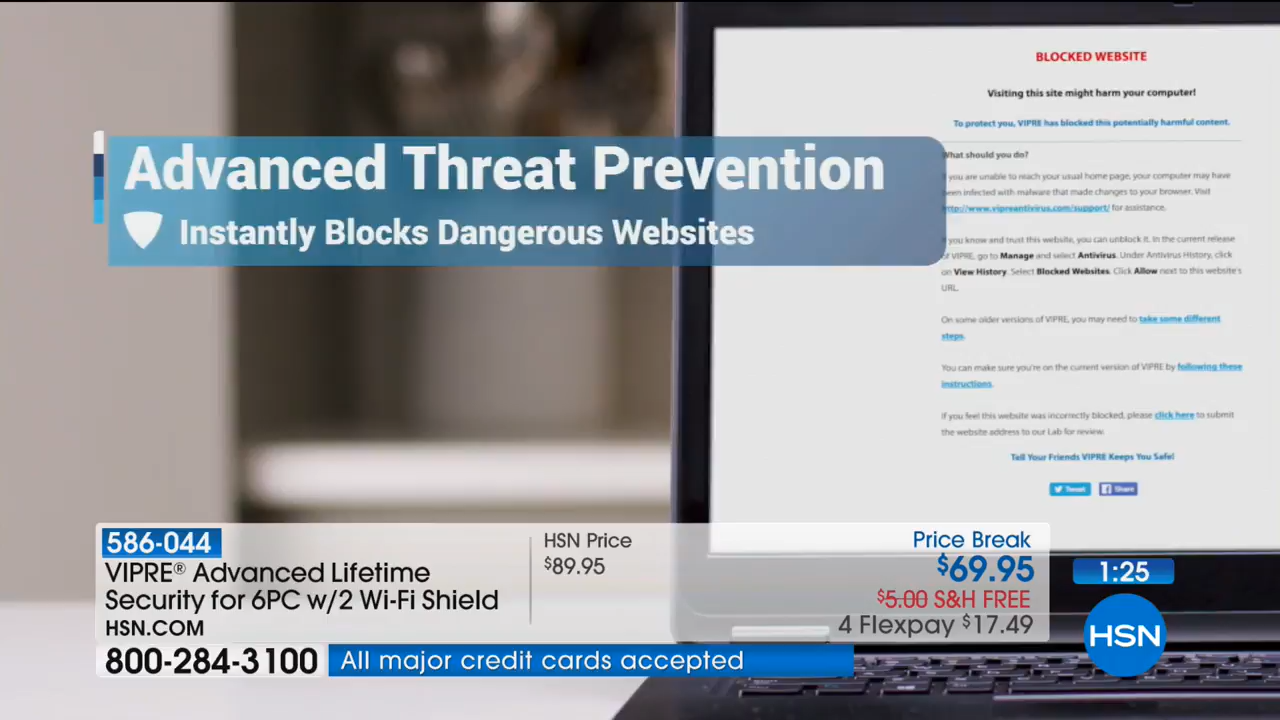 BLOCKED WEBSITE
Visiting this site might harm your computer!
To protect you, VIPRE has blocked this potentially harmful content.
Advanced Threat Prevention
Instantly Blocks Dangerous Websites
What should you do?
you are unable to reach your usual home page, your computer may have
been infected with malware that made changes to your browser. Visit
http://www.vipreantivirus.com/support/ for assistance.
you know and trust this website, you can unblock it. In the current release
of VIPRE, go to Manage and select Antivirus. Under Antivirus History, click
on View History. Select Blocked Websites. Click Allow next to this website's
URL.
On some older versions of VIPRE, you may need to take some different
steps.
You can make sure you're on the current version of VIPRE by following these
instructions.
If you feel this website was incorrectly blocked, please click here to submit
the website address to our Lab for review.
Tell Your Friends VIPRE Keeps You Safe!
Tweet Share
586-044
VIPRE® Advanced Lifetime
Security for 6PC w/2 Wi-Fi Shield
HSN.COM
HSN Price
$89.95
Price Break
$69.95
$5.00 S&H FREE
4 Flexpay $17.49
1:25
HSN
800-284-3100
All major credit cards accepted